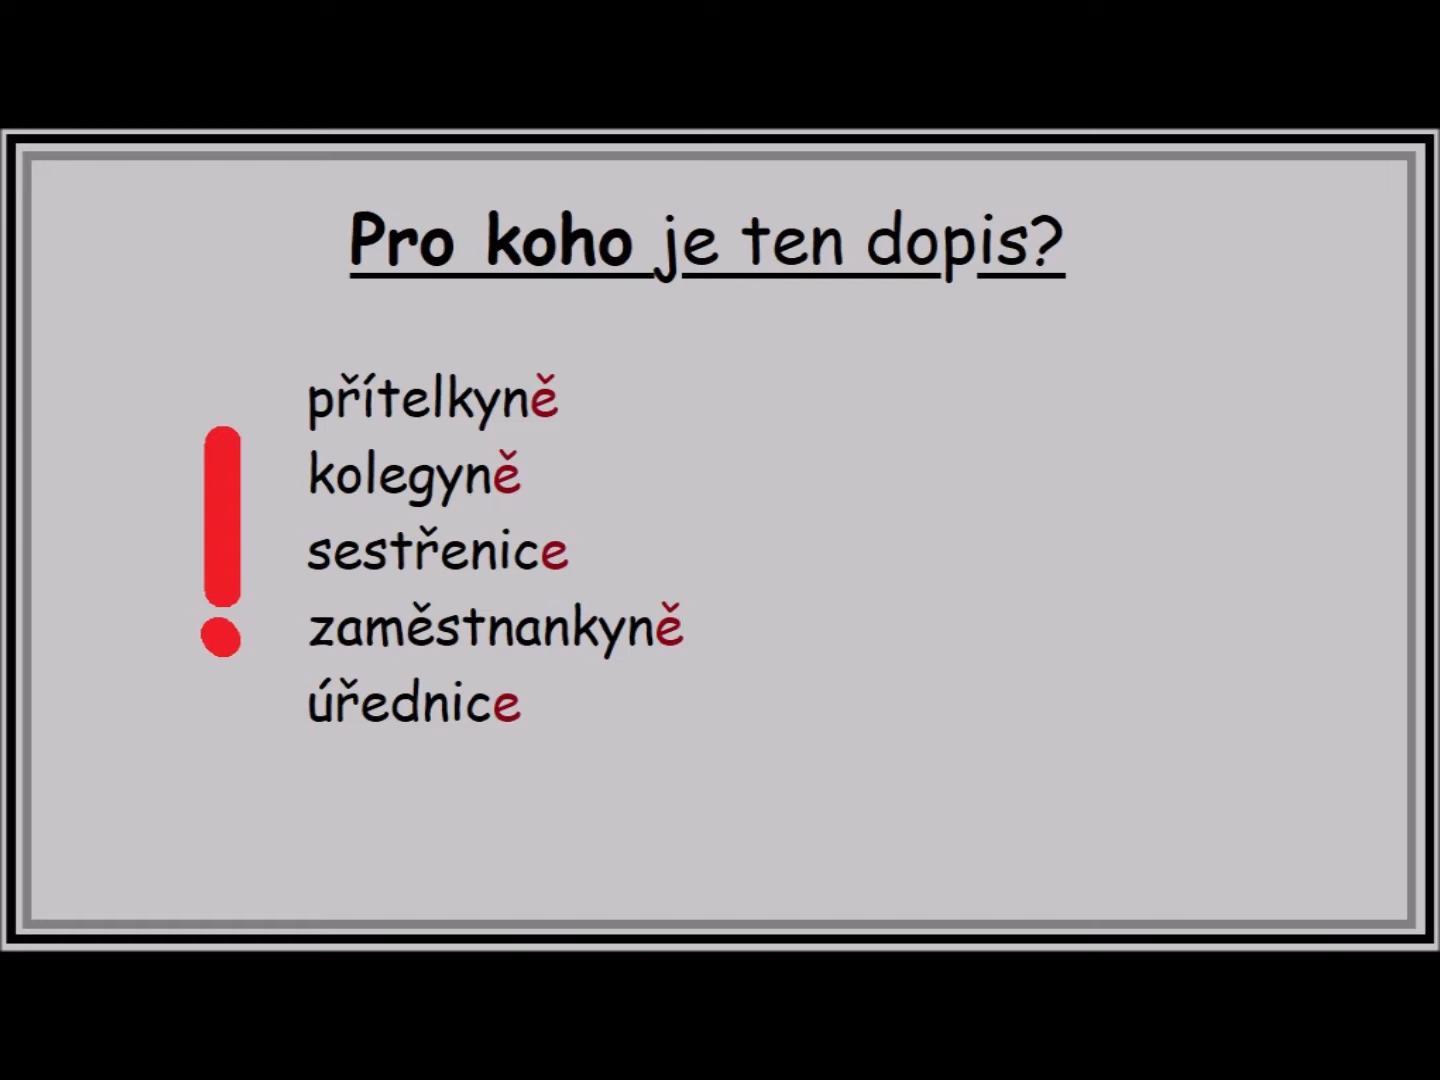 Pro koho je ten dopis?
přítelkyně
kolegyně
sestřenice
zaměstnankyně
úřednice